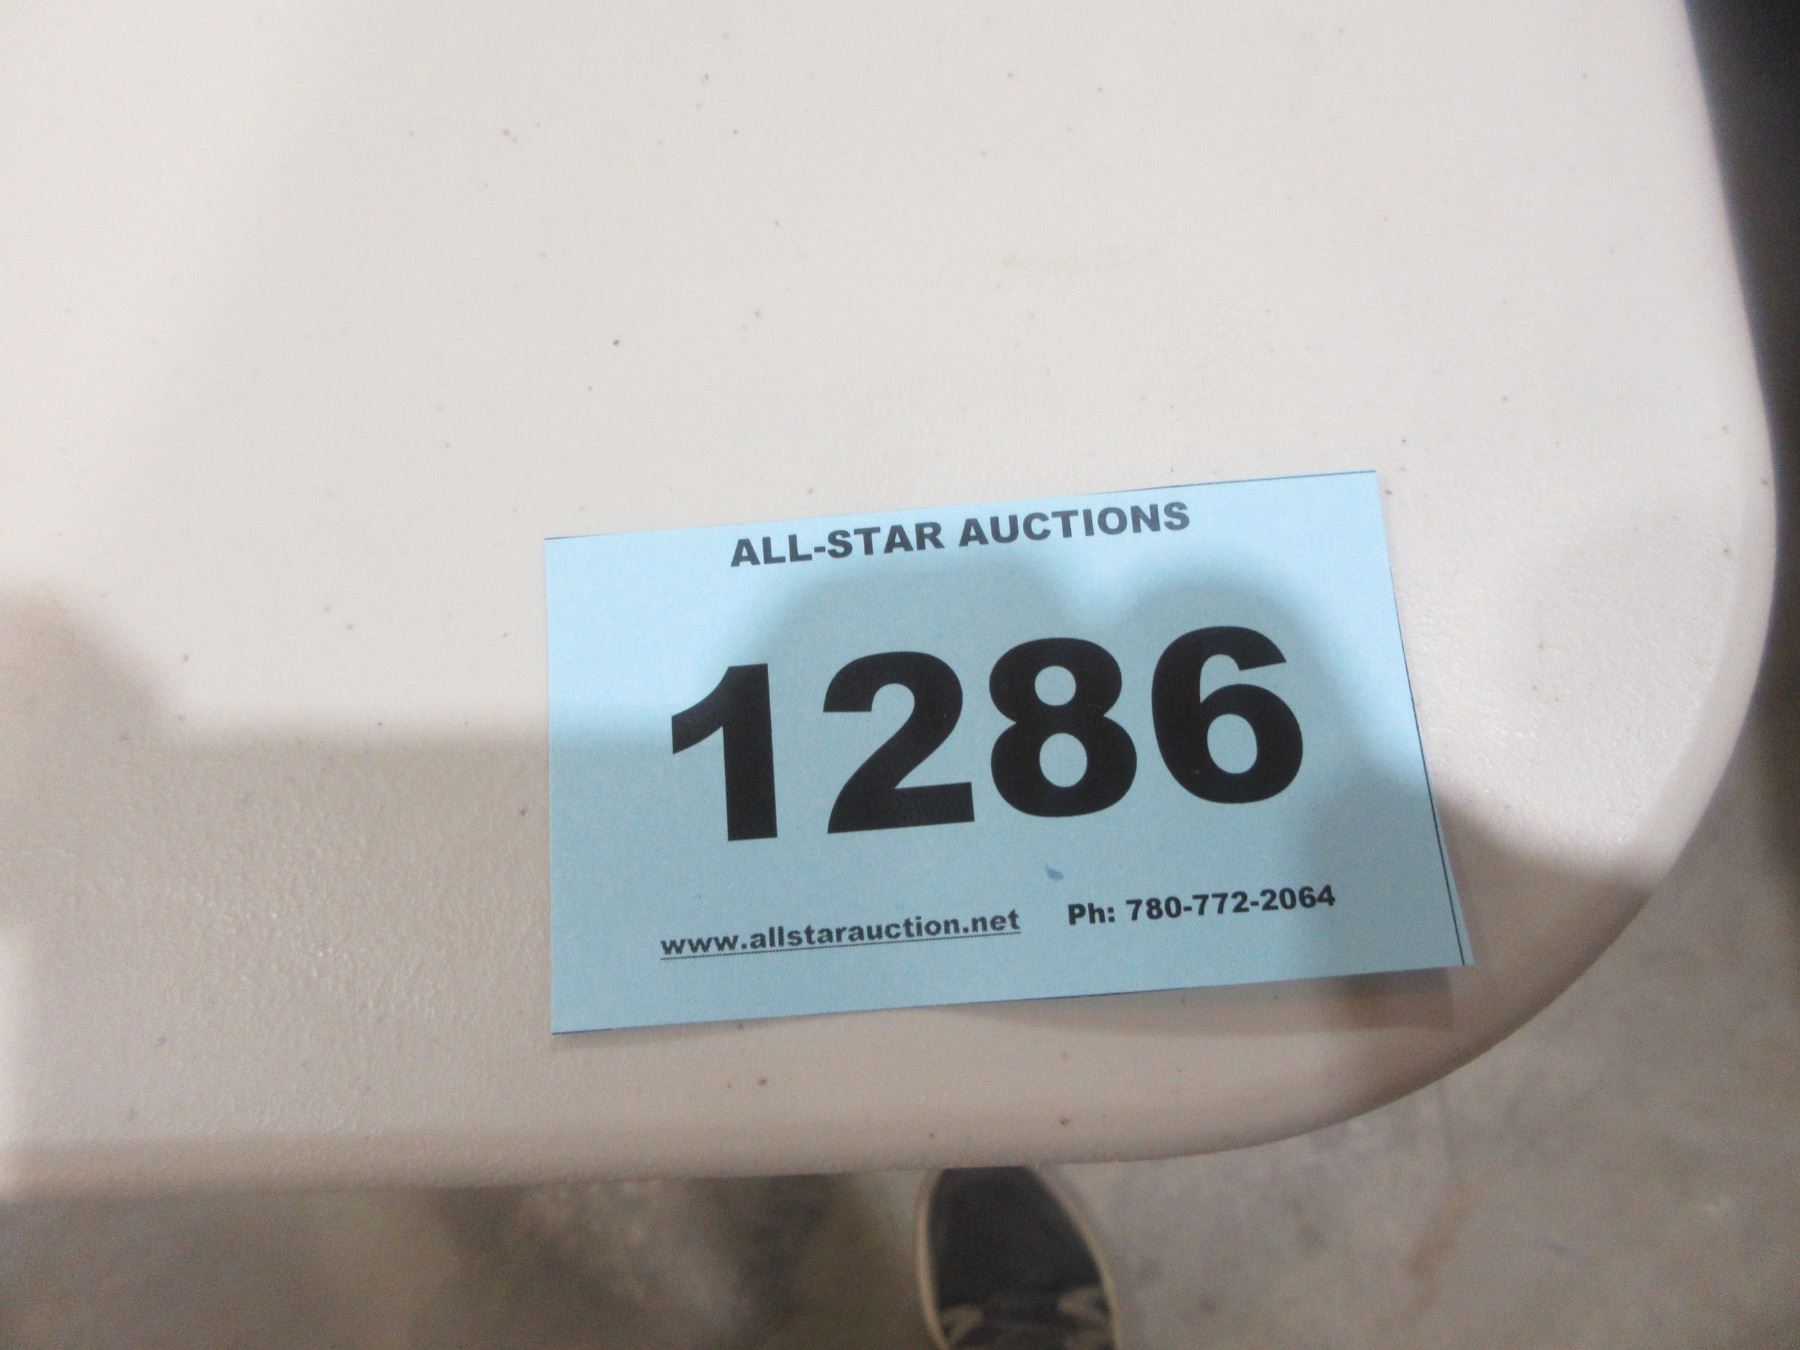 ALL-STAR AUCTIONS
1286
www.allstarauction.net Ph: 780-772-2064